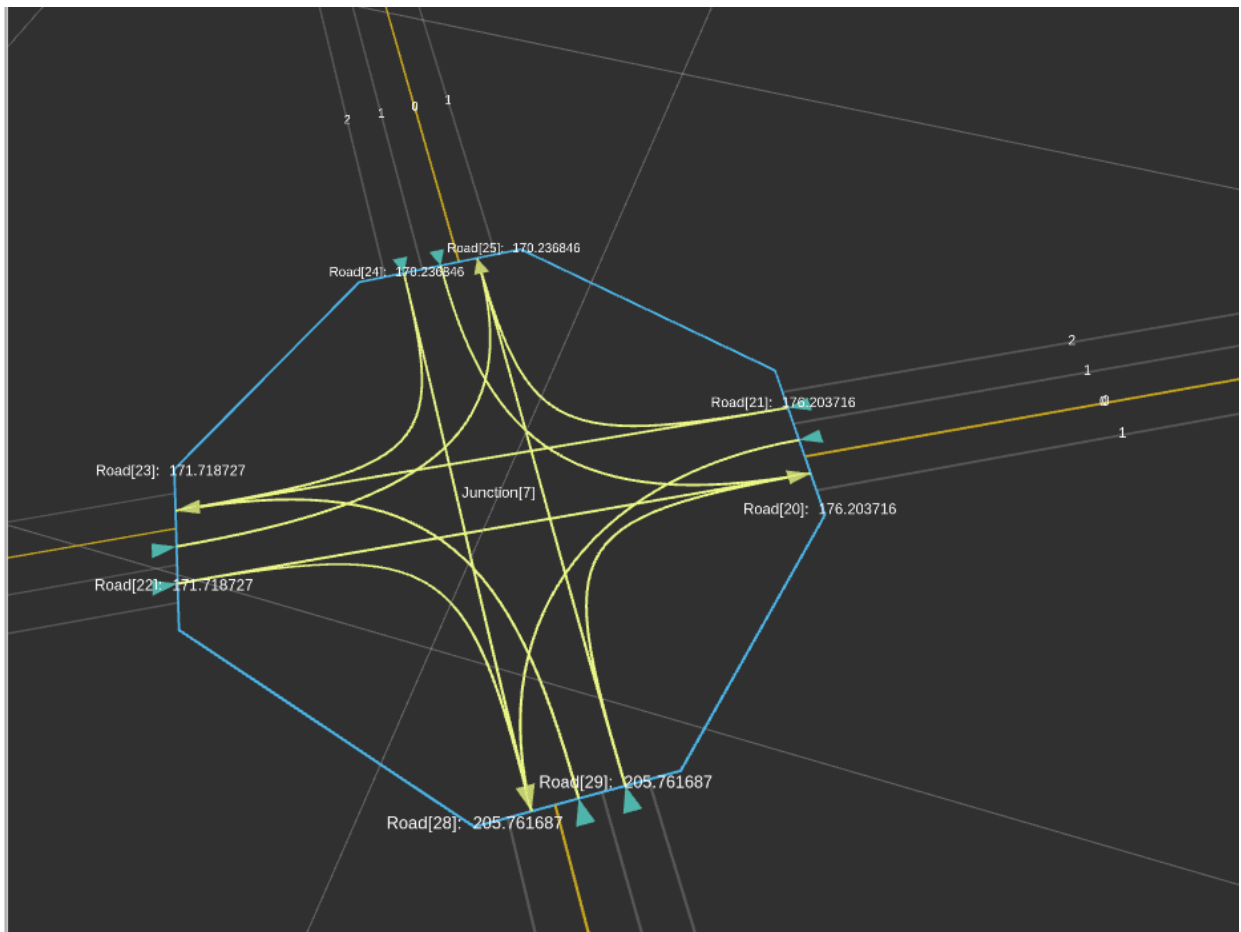 1
0
1
2
Road[25]: 170.236846
Road[24]: 170.236846
2
1
0
Road[21]: 176.203716
1
Road[23]: 171.718727
Junction[7]
Road[20]: 176.203716
Road[22]: 171.718727
Road[29]: 205.761687
Road[28]: 205.761687